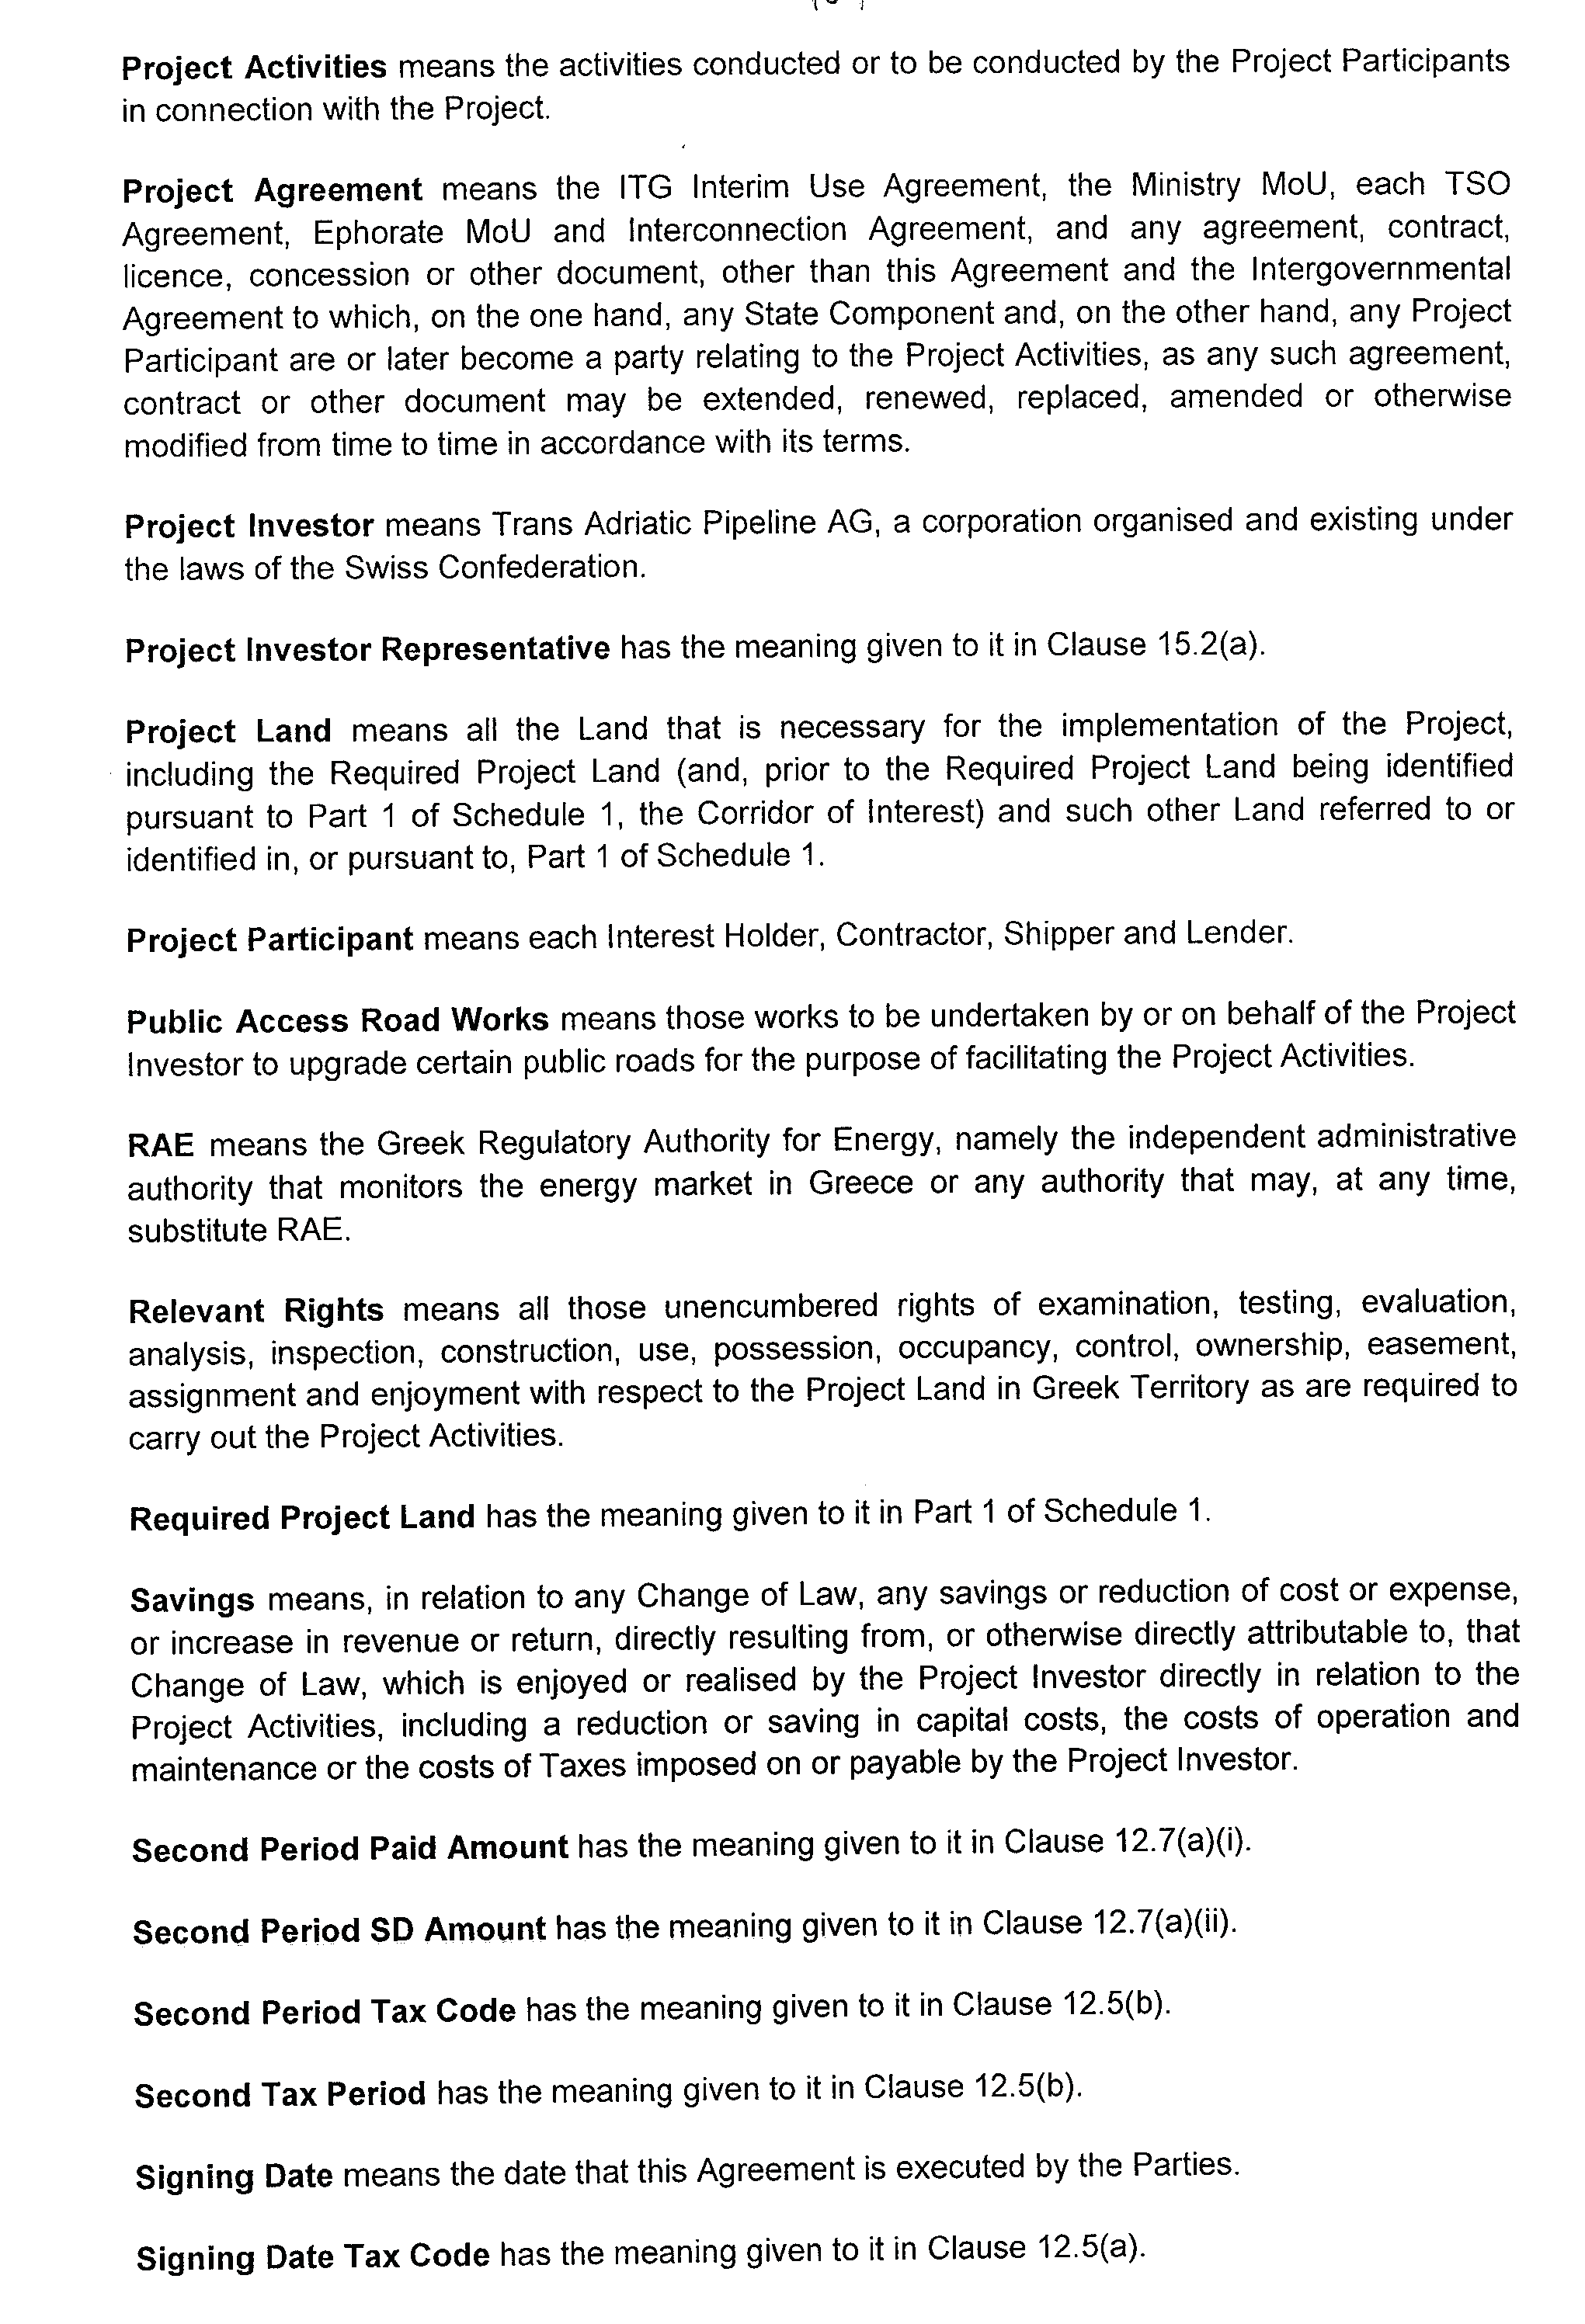 Project Activities means the activities conducted or to be conducted by the Project Participants
in connection with the Project.
Project Agreement means the ITG Interim Use Agreement, the Ministry MoU, each TSO
Agreement, Ephorate MoU and Interconnection Agreement, and any agreement, contract,
licence, concession or other document, other than this Agreement and the Intergovernmental
Agreement to which, on the one hand, any State Component and, on the other hand, any Project
Participant are or later become a party relating to the Project Activities, as any such agreement,
contract or other document may be extended, renewed, replaced, amended or otherwise
modified from time to time in accordance with its terms.
Project Investor means Trans Adriatic Pipeline AG, a corporation organised and existing under
the laws of the Swiss Confederation.
Project Investor Representative has the meaning given to it in Clause 15.2(a).
Project Land means all the Land that is necessary for the implementation of the Project,
including the Required Project Land (and, prior to the Required Project Land being identified
pursuant to Part 1 of Schedule 1, the Corridor of Interest) and such other Land referred to or
identified in, or pursuant to, Part 1 of Schedule 1.
Project Participant means each Interest Holder, Contractor, Shipper and Lender.
Public Access Road Works means those works to be undertaken by or on behalf of the Project
Investor to upgrade certain public roads for the purpose of facilitating the Project Activities.
RAE means the Greek Regulatory Authority for Energy, namely the independent administrative
authority that monitors the energy market in Greece or any authority that may, at any time,
substitute RAE.
Relevant Rights means all those unencumbered rights of examination, testing, evaluation,
analysis, inspection, construction, use, possession, occupancy, control, ownership, easement,
assignment and enjoyment with respect to the Project Land in Greek Territory as are required to
carry out the Project Activities.
Required Project Land has the meaning given to it in Part 1 of Schedule 1.
Savings means, in relation to any Change of Law, any savings or reduction of cost or expense,
or increase in revenue or return, directly resulting from, or otherwise directly attributable to, that
Change of Law, which is enjoyed or realised by the Project Investor directly in relation to the
Project Activities, including a reduction or saving in capital costs, the costs of operation and
maintenance or the costs of Taxes imposed on or payable by the Project Investor.
Second Period Paid Amount has the meaning given to it in Clause 12.7(a)(i).
Second Period SD Amount has the meaning given to it in Clause 12.7(a)(ii).
Second Period Tax Code has the meaning given to it in Clause 12.5(b).
Second Tax Period has the meaning given to it in Clause 12.5(b).
Signing Date means the date that this Agreement is executed by the Parties.
Signing Date Tax Code has the meaning given to it in Clause 12.5(a).